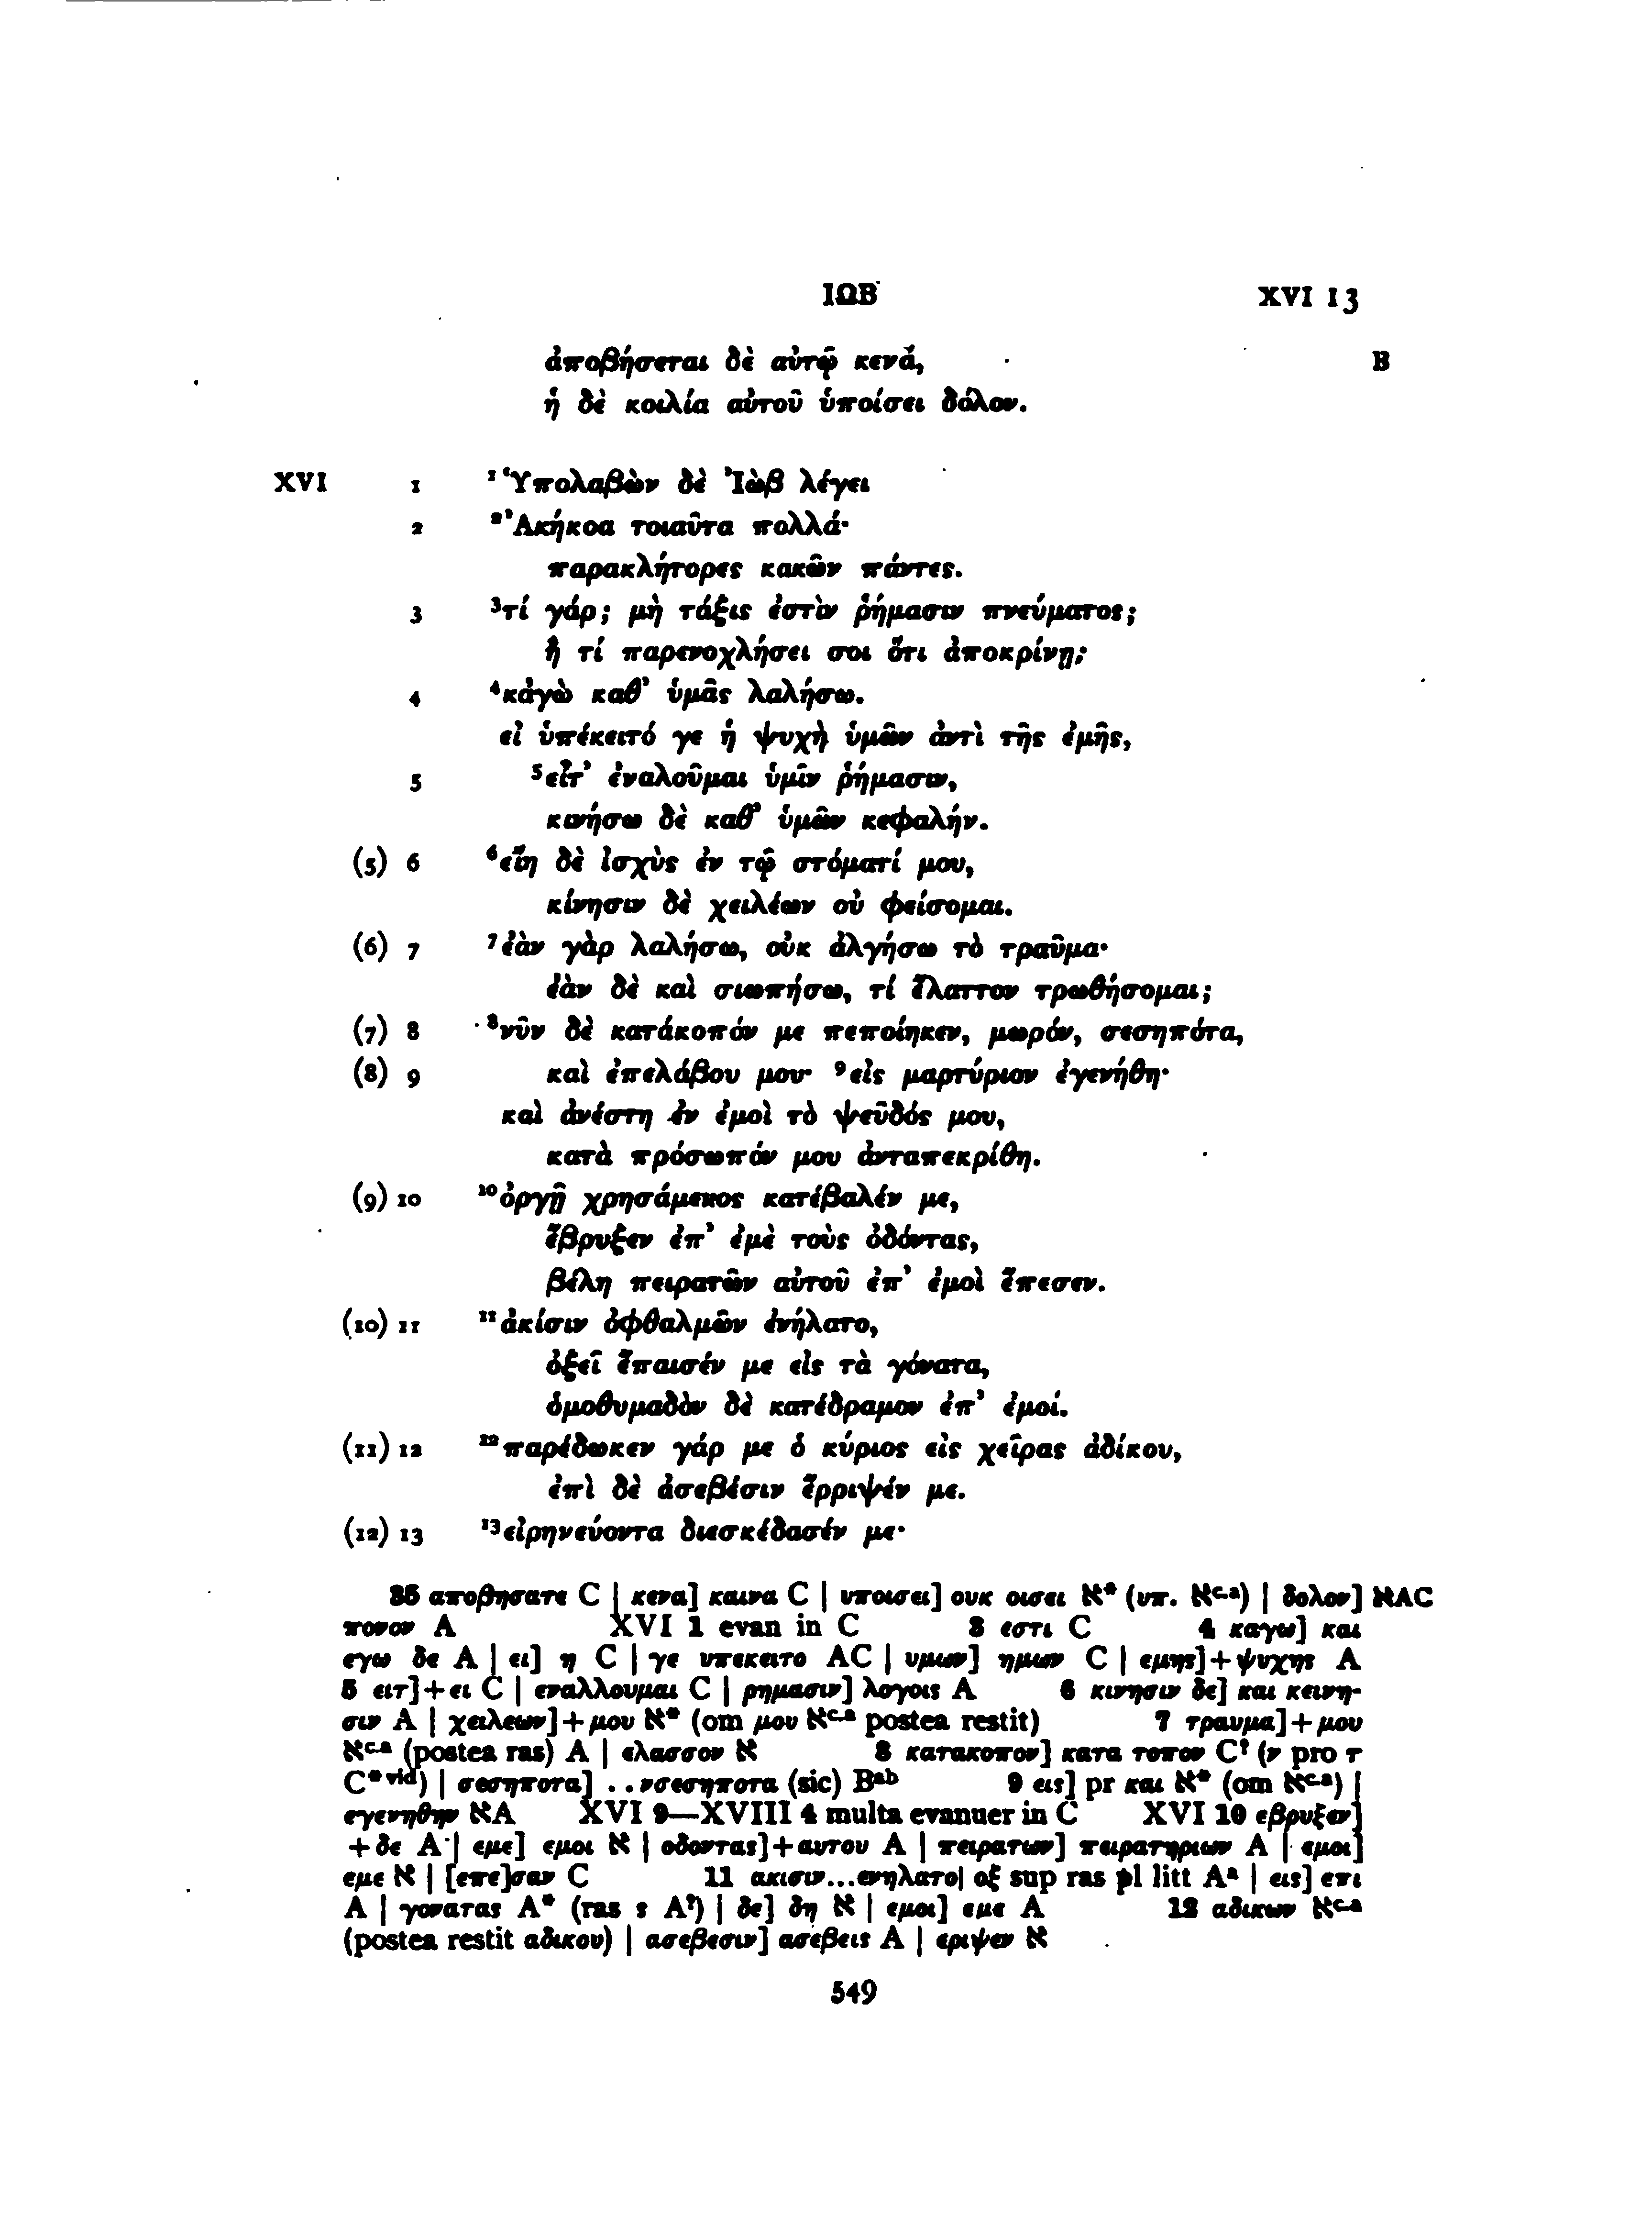 ΙΩΒ XVI 13
ἀποβήσεται δὲ αὐτῷ κενά, B
ἡ δὲ κοιλία αὐτοῦ ὑποίσει δόλον.
XVI 1 ¹Ὑπολαβὼν δὲ Ἰὼβ λέγει
2 ²Ἀκήκοα τοιαῦτα πολλά·
παρακλήτορες κακῶν πάντες.
3 ³τί γάρ; μὴ τάξις ἐστὶν ῥήμασιν πνεύματος;
ἢ τί παρενοχλήσει σοι ὅτι ἀποκρίνῃ;
4 ⁴κἀγὼ καθ’ ὑμᾶς λαλήσω.
εἰ ὑπέκειτό γε ἡ ψυχὴ ὑμῶν ἀντὶ τῆς ἐμῆς,
5 ⁵εἶτ’ ἐναλοῦμαι ὑμῖν ῥήμασιν,
κινήσω δὲ καθ’ ὑμῶν κεφαλήν.
(5) 6 ⁶εἴη δὲ ἰσχὺς ἐν τῷ στόματί μου,
κίνησιν δὲ χειλέων οὐ φείσομαι.
(6) 7 ⁷ἐὰν γὰρ λαλήσω, οὐκ ἀλγήσω τὸ τραῦμα·
ἐὰν δὲ καὶ σιωπήσω, τί ἔλαττον τρωθήσομαι;
(7) 8 ⁸νῦν δὲ κατάκοπόν με πεποίηκεν, μωρόν, σεσηπότα,
(8) 9 καὶ ἐπελάβου μου· ⁹εἰς μαρτύριον ἐγενήθη·
καὶ ἀνέστη ἐν ἐμοὶ τὸ ψεῦδός μου,
κατὰ πρόσωπόν μου ἀνταπεκρίθη.
(9) 10 ¹⁰ὀργῇ χρησάμενος κατέβαλέν με,
ἔβρυξεν ἐπ’ ἐμὲ τοὺς ὀδόντας,
βέλη πειρατῶν αὐτοῦ ἐπ’ ἐμοὶ ἔπεσεν.
(10) 11 ¹¹ἀκίσιν ὀφθαλμῶν ἐνήλατο,
ὀξεῖ ἔπαισέν με εἰς τὰ γόνατα,
ὁμοθυμαδὸν δὲ κατέδραμον ἐπ’ ἐμοί.
(11) 12 ¹²παρέδωκεν γάρ με ὁ κύριος εἰς χεῖρας ἀδίκου,
ἐπὶ δὲ ἀσεβέσιν ἔρριψέν με.
(12) 13 ¹³εἰρηνεύοντα διεσκέδασέν με·
35 αποβησατε C | κενα] καινα C | υποισει] ουκ οισει ℵ* (υπ. ℵc.a) | δολον] ℵAC
πονον A XVI 1 evan in C 3 εστι C 4 καγω] και
εγω δε A | ει] η C | γε υπεκειτο AC | υμων] ημων C | εμης]+ψυχης A
5 ειτ]+ει C | εναλλουμαι C | ρημασιν] λογοις A 6 κινησιν δε] και κεινη-
σιν A | χειλεων]+μου ℵ* (om μου ℵc.a postea restit) 7 τραυμα]+μου
ℵc.a (postea ras) A | ελασσον ℵ 8 κατακοπον] κατα τοπον C? (ν pro τ
C*vid) | σεσηποτα] ..νσεσηποτα (sic) Bab 9 εις] pr και ℵ* (om ℵc.a) |
εγενηθην ℵA XVI 9—XVIII 4 multa evanuer in C XVI 10 εβρυξεν]
+δε A | εμε] εμοι ℵ | οδοντας]+αυτου A | πειρατων] πειρατηριων A | εμοι]
εμε ℵ | [επε]σαν C 11 ακισιν...ενηλατο| οξ sup ras pl litt Aa | εις] επι
A | γονατας A* (ras ς A?) | δε] δη ℵ | εμοι] εμε A 12 αδικων ℵc.a
(postea restit αδικου) | ασεβεσιν] ασεβεις A | εριψεν ℵ
549